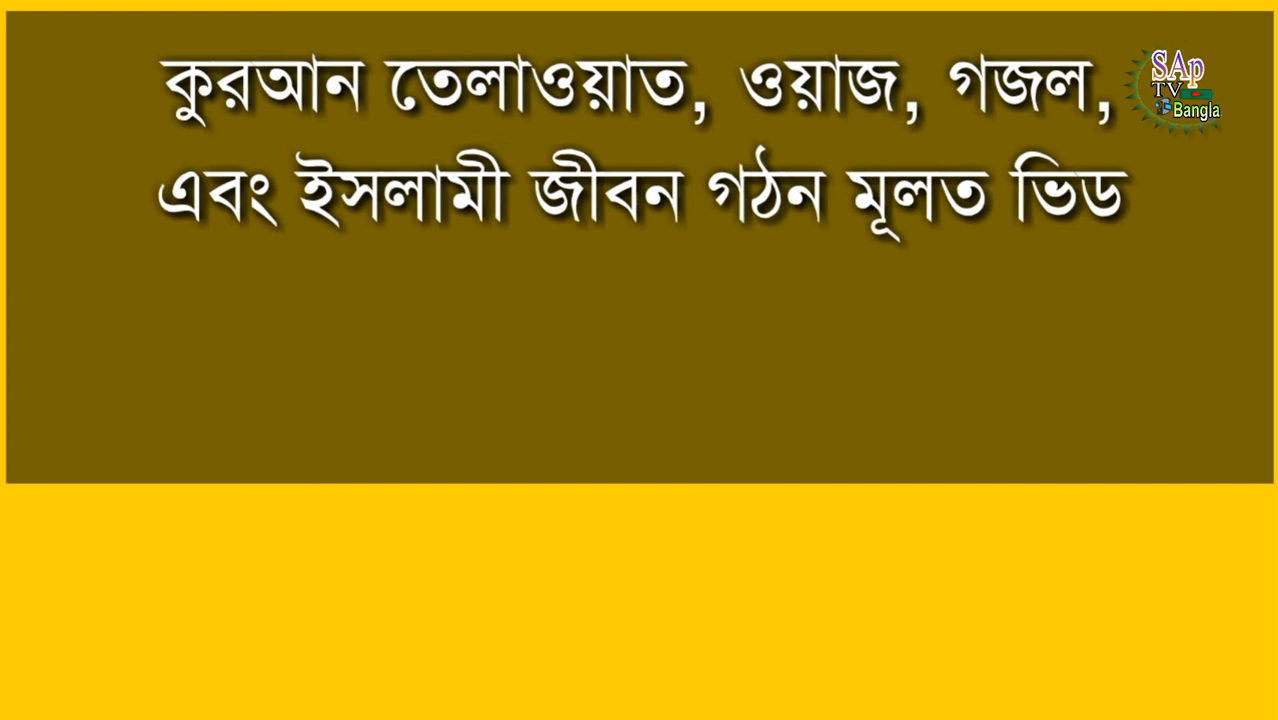 কুরআন তেলাওয়াত, ওয়াজ, গজল,
এবং ইসলামী জীবন গঠন মূলত ভিড
SAp
TV
Bangla